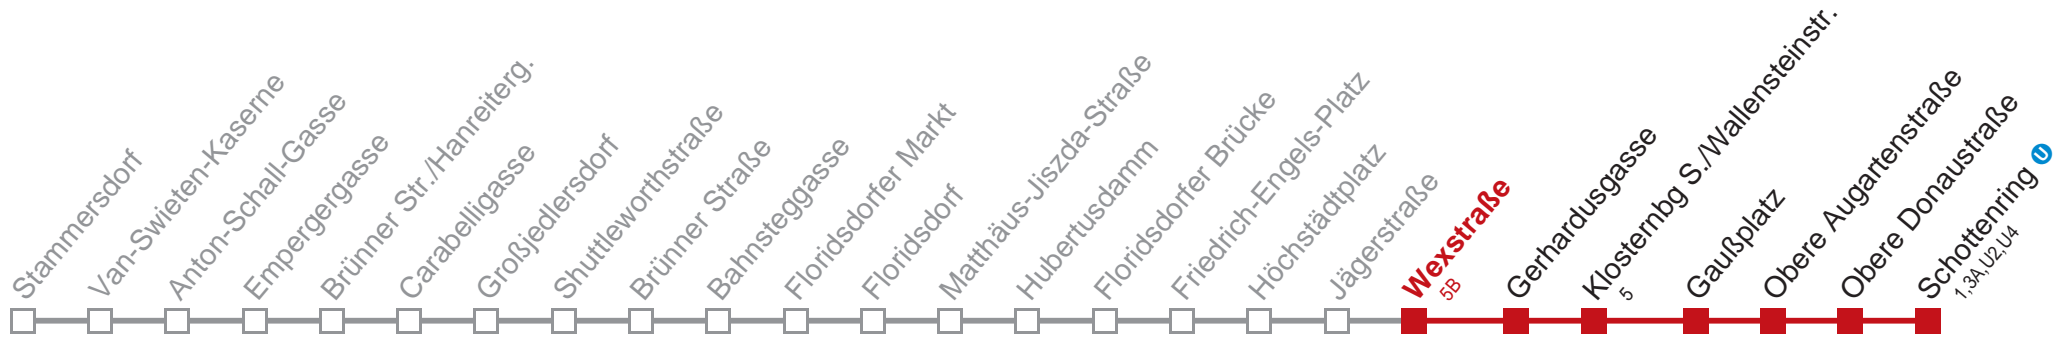 Stammersdorf
Van-Swieten-Kaserne
Anton-Schall-Gasse
Empergergasse
Brünner Str./Hanreiterg.
Carabelligasse
Großjedlersdorf
Shuttleworthstraße
Brünner Straße
Bahnsteggasse
Floridsdorfer Markt
Floridsdorf
Matthäus-Jiszda-Straße
Hubertusdamm
Floridsdorfer Brücke
Friedrich-Engels-Platz
Höchstädtplatz
Jägerstraße
Wexstraße
5B
Gerhardusgasse
Klosternbg S./Wallensteinstr.
5
Gaußplatz
Obere Augartenstraße
Obere Donaustraße
Schottenring U
1,3A,U2,U4